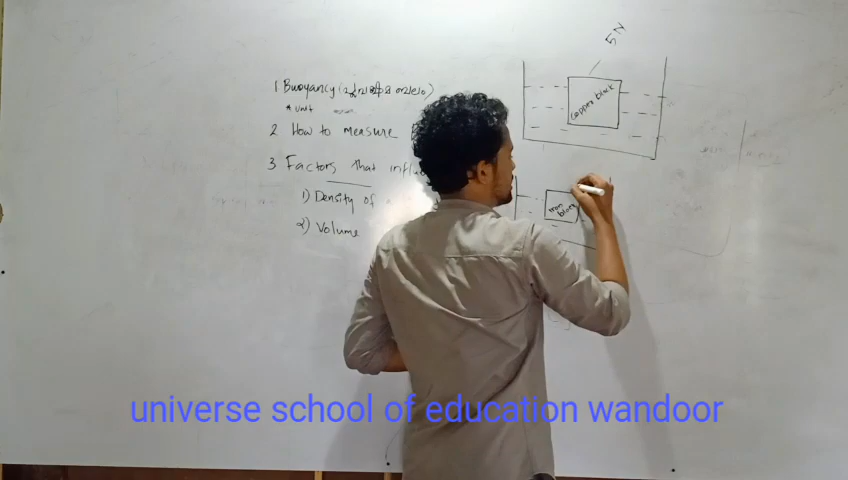 1 Buoyancy (
* unit
2 How to measure
3 Factors that influ
1) Density of
2) Volume
5N
copper block
iron block
universe school of education wandoor